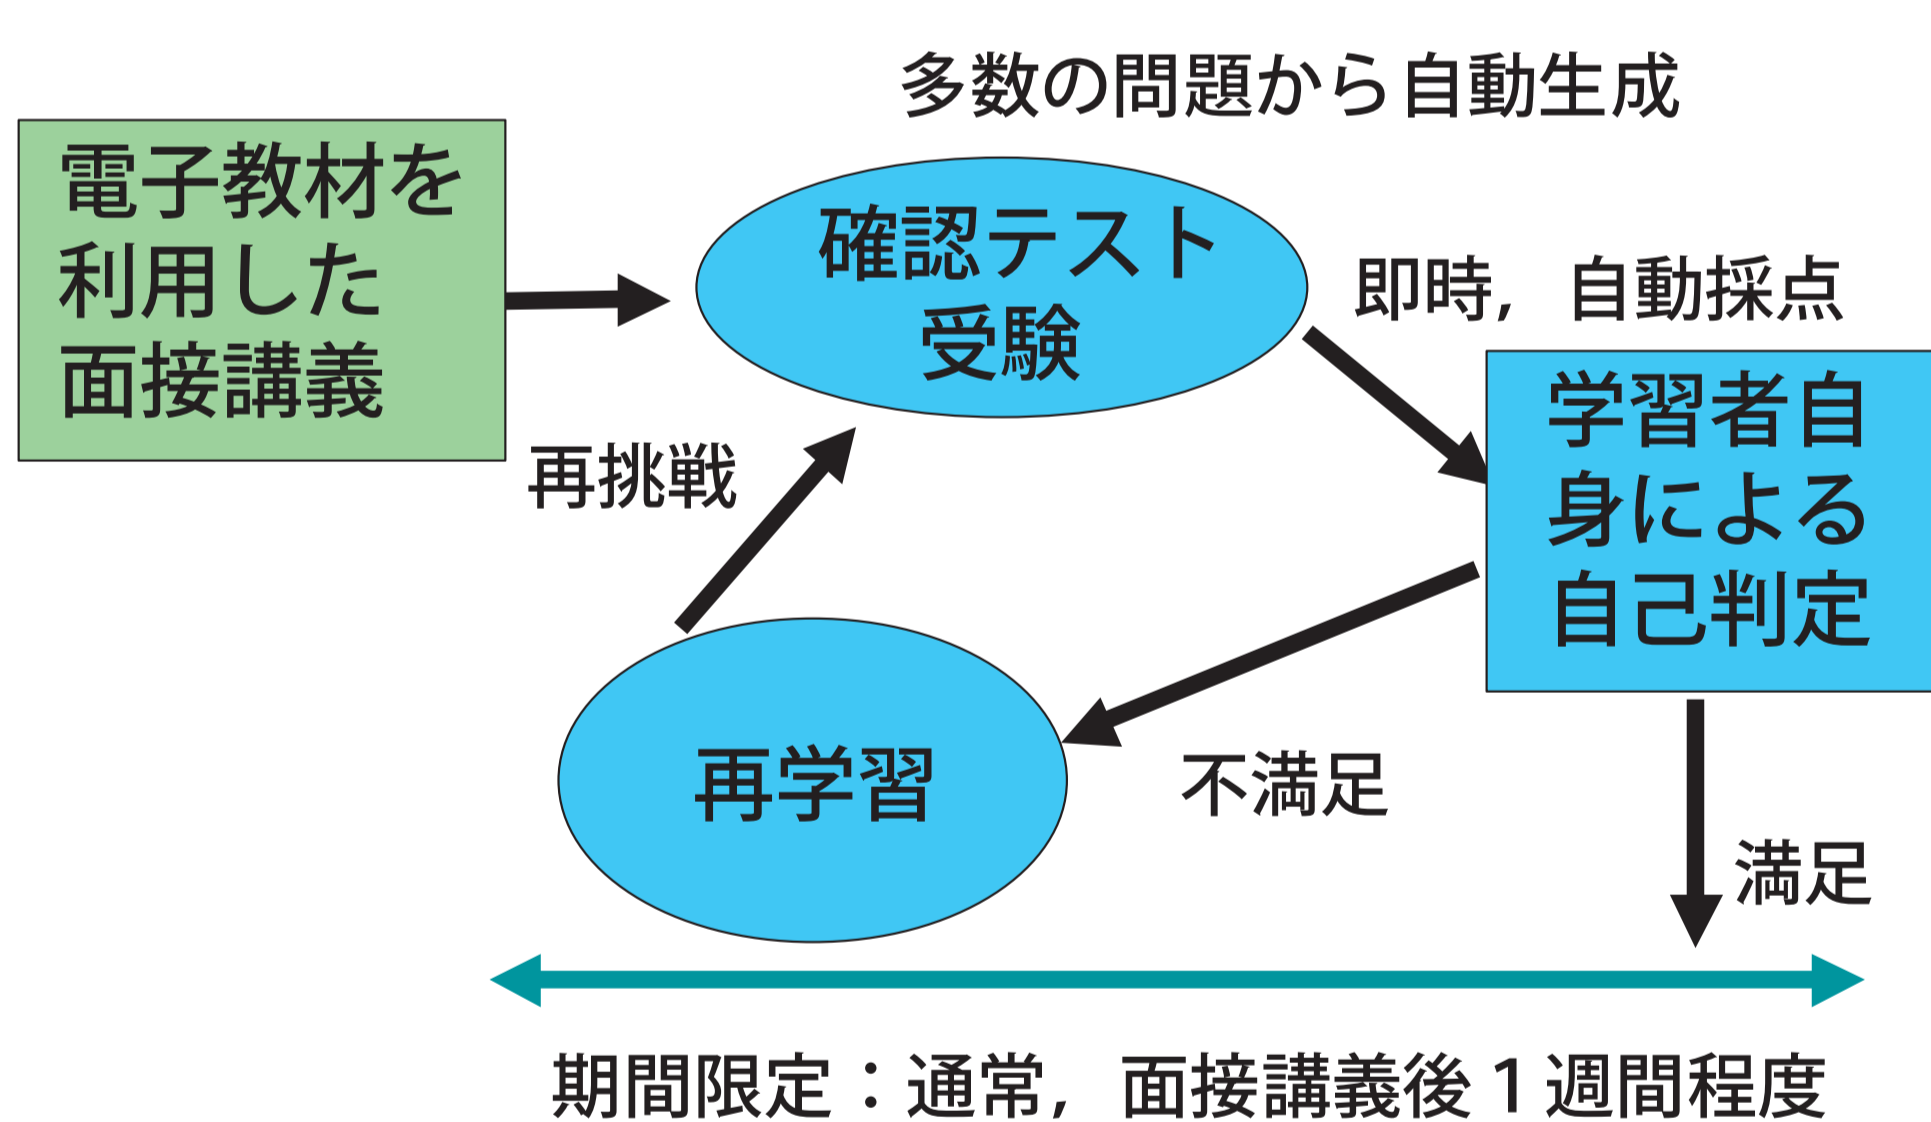 多数の問題から自動生成
電子教材を
利用した
面接講義
確認テスト
受験
即時，自動採点
学習者自
身による
自己判定
再挑戦
再学習
不満足
満足
期間限定：通常，面接講義後１週間程度